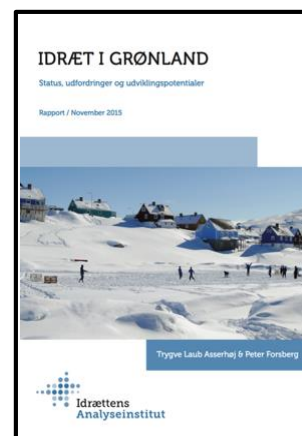 IDRÆT I GRØNLAND
Status, udfordringer og udviklingspotentialer
Rapport / November 2015
Trygve Laub Asserhøj & Peter Forsberg
Idrættens
Analyseinstitut